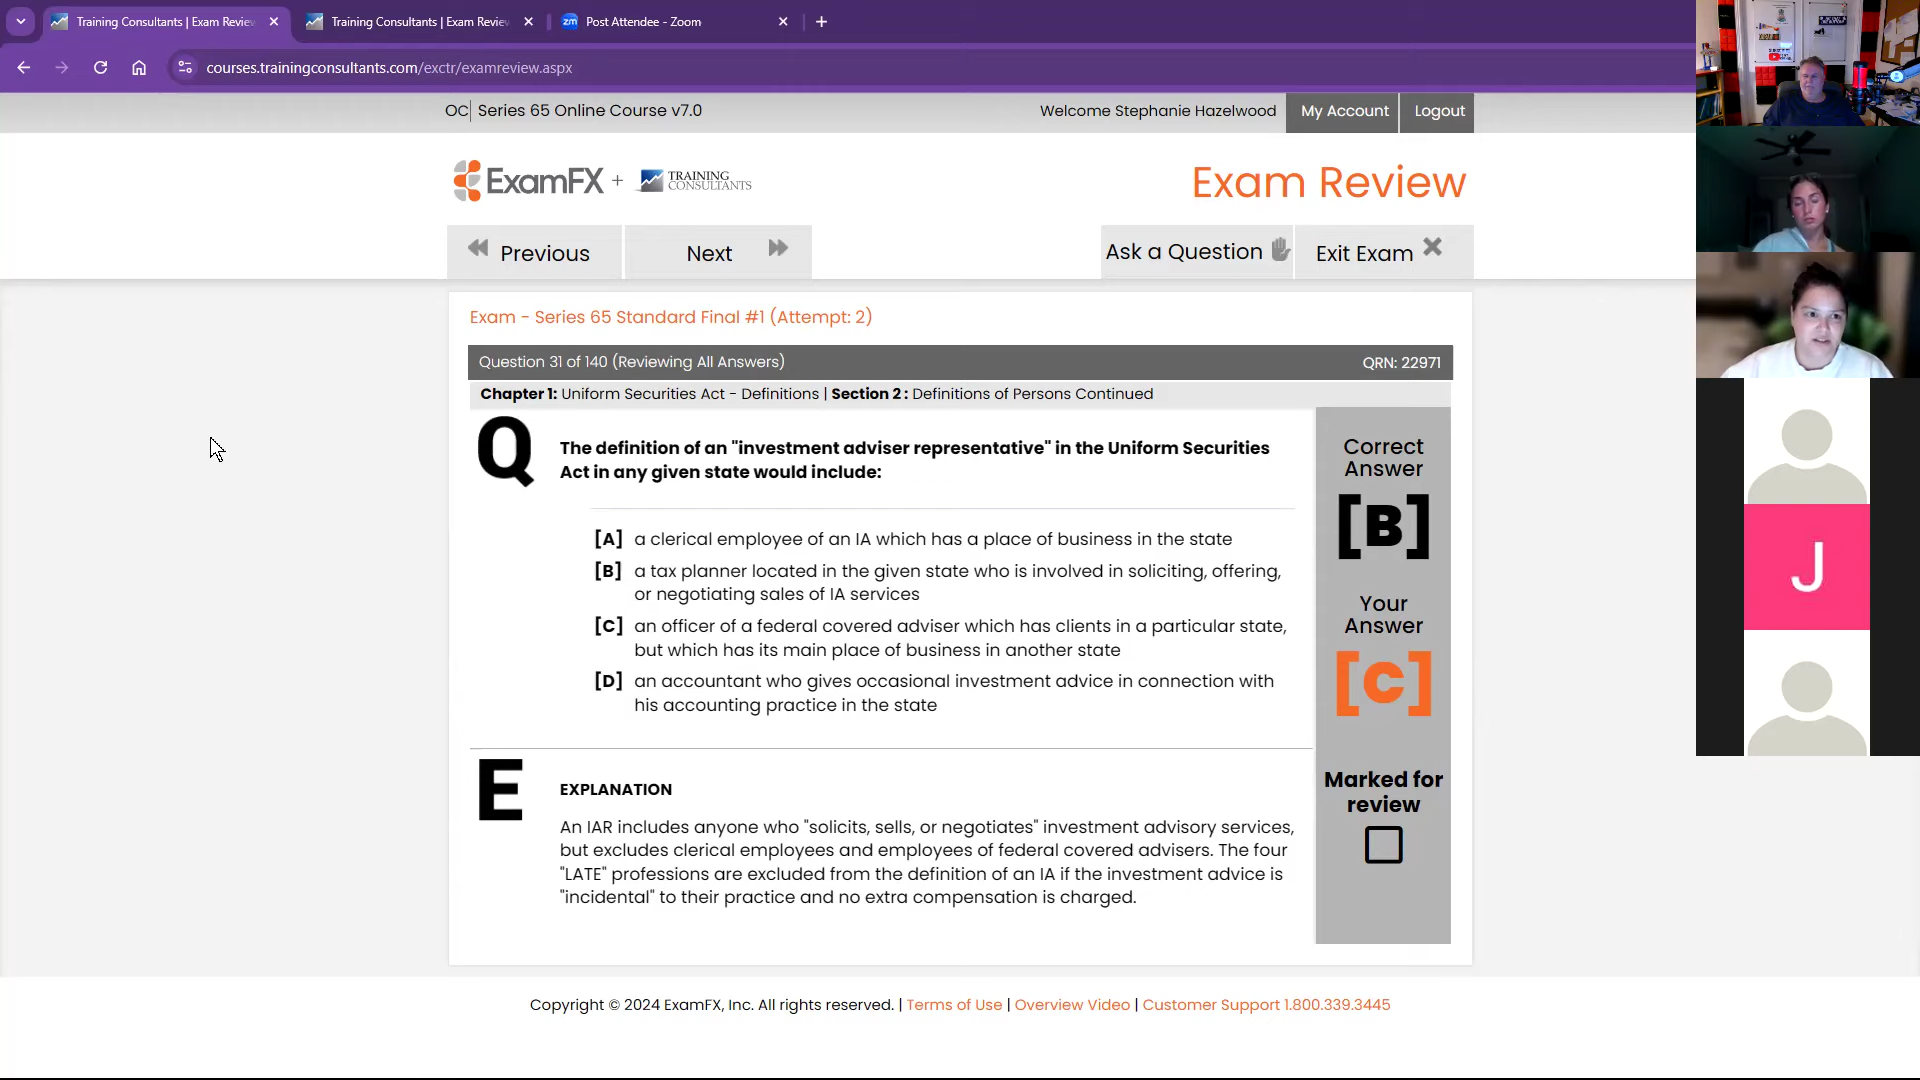 Training Consultants | Exam Review
Training Consultants | Exam Review
zm Post Attendee - Zoom
courses.trainingconsultants.com/exctr/examreview.aspx
OC| Series 65 Online Course v7.0
Welcome Stephanie Hazelwood
My Account
Logout
ExamFX + TRAINING CONSULTANTS
Exam Review
Previous
Next
Ask a Question
Exit Exam
Exam - Series 65 Standard Final #1 (Attempt: 2)
Question 31 of 140 (Reviewing All Answers)
QRN: 22971
Chapter 1: Uniform Securities Act - Definitions | Section 2 : Definitions of Persons Continued
Q
The definition of an "investment adviser representative" in the Uniform Securities
Act in any given state would include:
[A] a clerical employee of an IA which has a place of business in the state
[B] a tax planner located in the given state who is involved in soliciting, offering,
or negotiating sales of IA services
[C] an officer of a federal covered adviser which has clients in a particular state,
but which has its main place of business in another state
[D] an accountant who gives occasional investment advice in connection with
his accounting practice in the state
Correct
Answer
[B]
Your
Answer
[C]
Marked for
review
E
EXPLANATION
An IAR includes anyone who "solicits, sells, or negotiates" investment advisory services,
but excludes clerical employees and employees of federal covered advisers. The four
"LATE" professions are excluded from the definition of an IA if the investment advice is
"incidental" to their practice and no extra compensation is charged.
Copyright © 2024 ExamFX, Inc. All rights reserved. | Terms of Use | Overview Video | Customer Support 1.800.339.3445
J